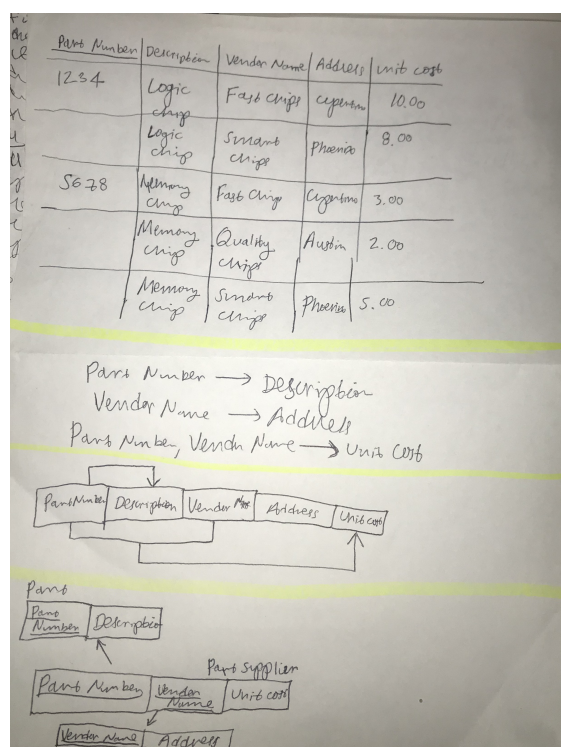 Part Number Description Vendor Name Address unit cost
1234 Logic chip Fast Chips cupertino 10.00
Logic chip Smart chips Phoenix 8.00
5678 Memory chip Fast Chip Cupertino 3.00
Memory chip Quality chips Austin 2.00
Memory chip Smart chips Phoenix 5.00
Part Number → Description
Vendor Name → Address
Part Number, Vendor Name → Unit Cost
Part Number Description Vendor Name Address Unit cost
Part
Part Number Description
Part Supplier
Part Number Vendor Name Unit cost
Vendor Name Address